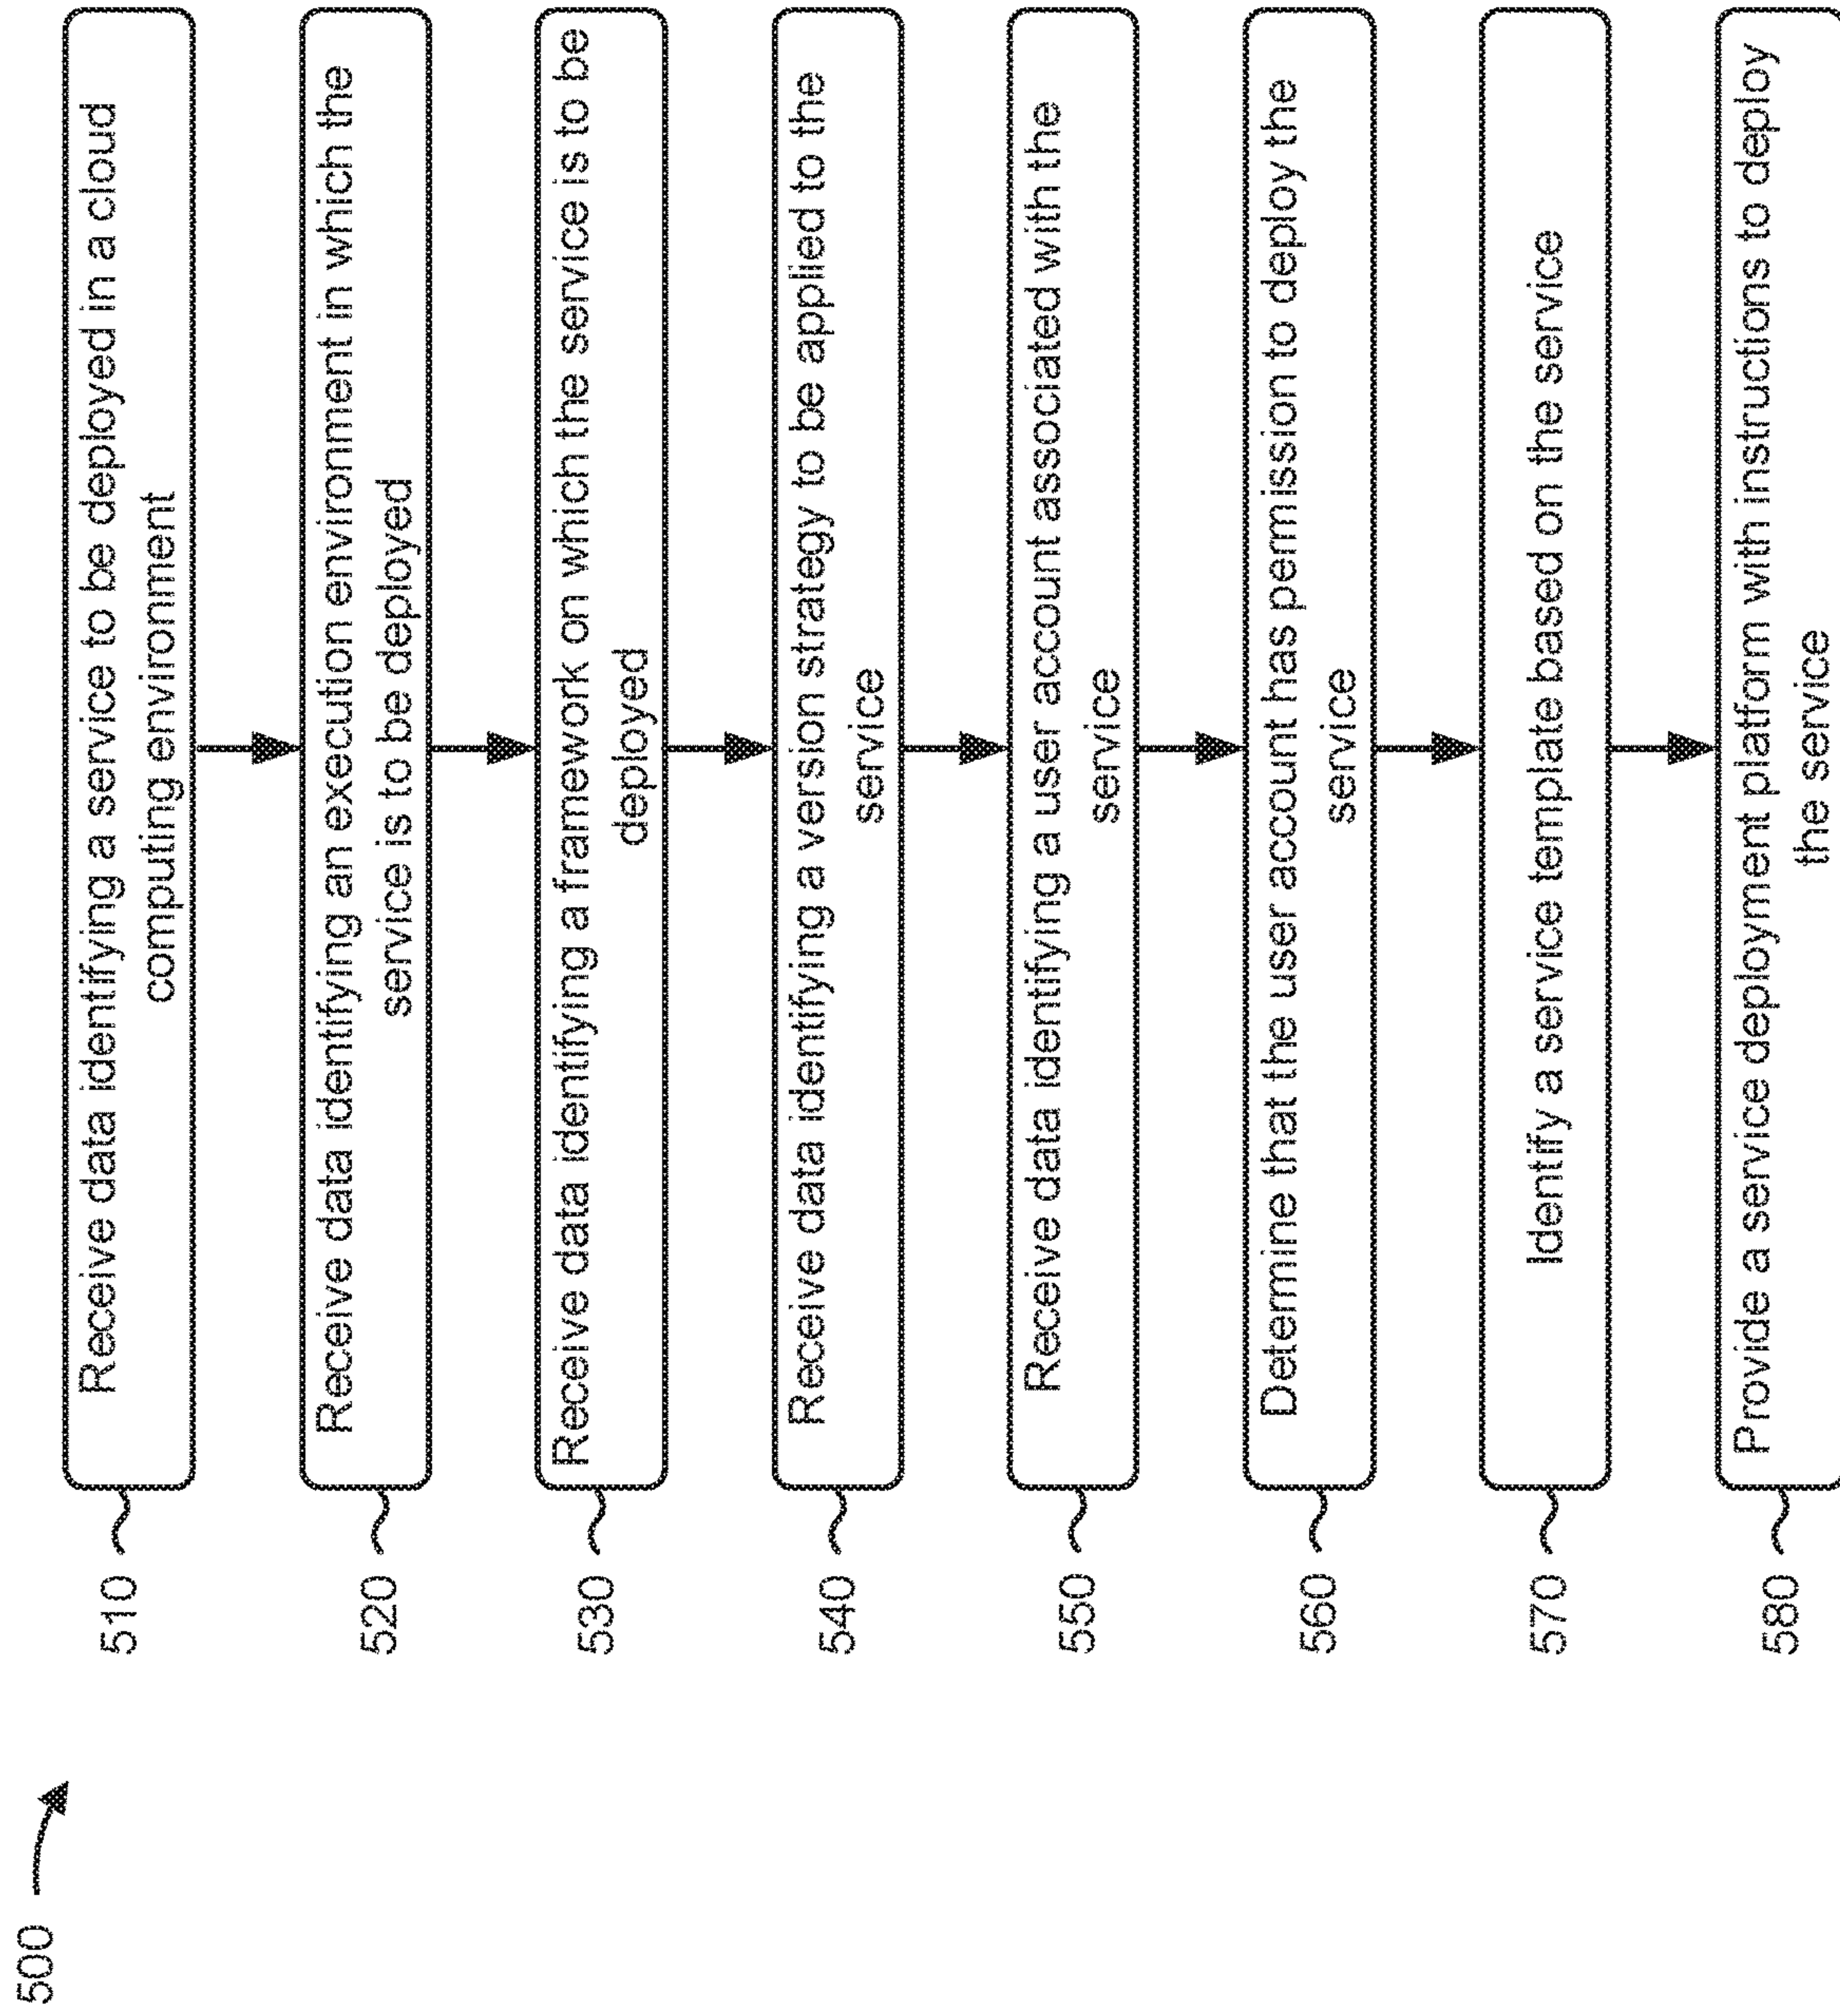 500
510
Receive data identifying a service to be deployed in a cloud
computing environment
520
Receive data identifying an execution environment in which the
service is to be deployed
530
Receive data identifying a framework on which the service is to be
deployed
540
Receive data identifying a version strategy to be applied to the
service
550
Receive data identifying a user account associated with the
service
560
Determine that the user account has permission to deploy the
service
570
Identify a service template based on the service
580
Provide a service deployment platform with instructions to deploy
the service